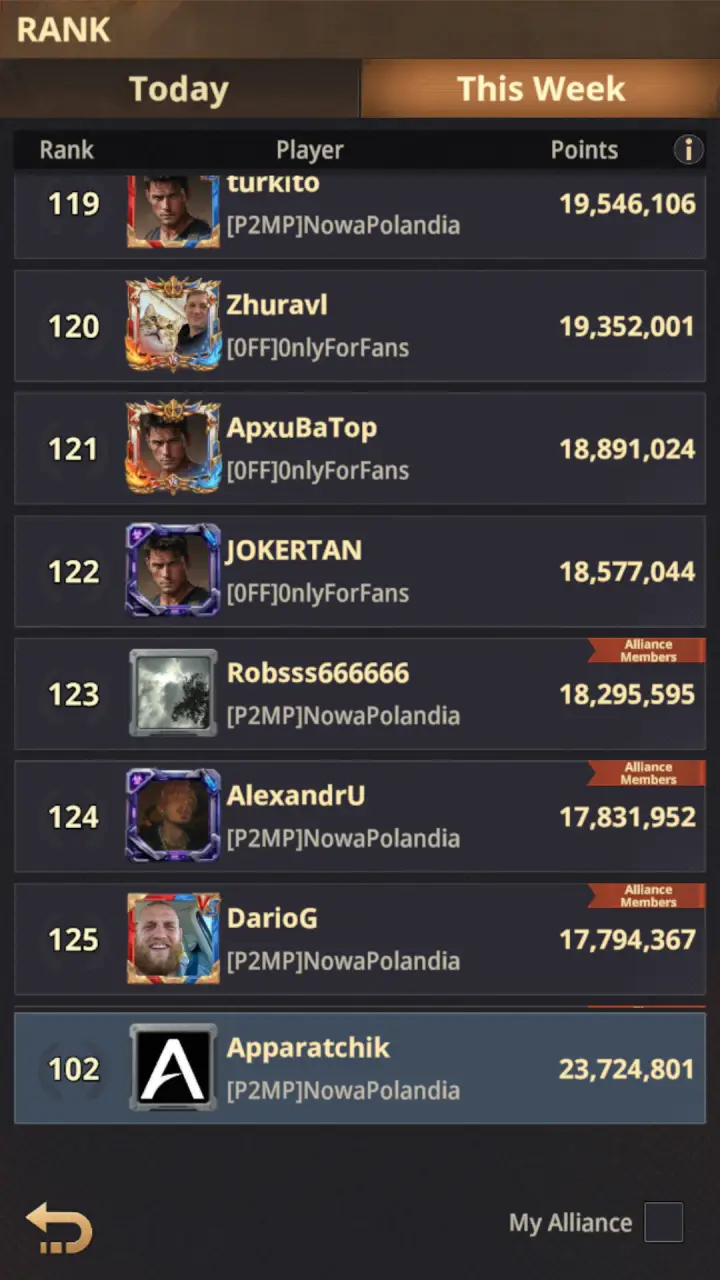 RANK
Today
This Week
Rank
Player
Points
i
119
turkito
[P2MP]NowaPolandia
19,546,106
120
Zhuravl
[0FF]0nlyForFans
19,352,001
121
ApxuBaTop
[0FF]0nlyForFans
18,891,024
122
JOKERTAN
[0FF]0nlyForFans
18,577,044
Alliance
Members
123
Robsss666666
[P2MP]NowaPolandia
18,295,595
Alliance
Members
124
AlexandrU
[P2MP]NowaPolandia
17,831,952
Alliance
Members
125
DarioG
[P2MP]NowaPolandia
17,794,367
102
A
Apparatchik
[P2MP]NowaPolandia
23,724,801
My Alliance